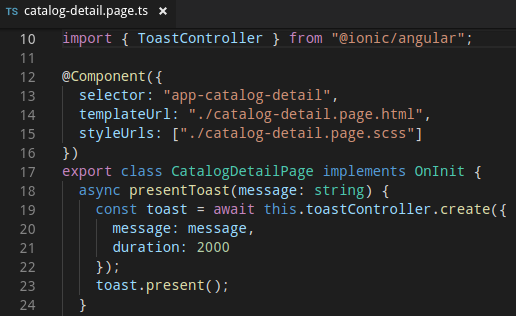 TS catalog-detail.page.ts ×
10 import { ToastController } from "@ionic/angular";
11
12 @Component({
13   selector: "app-catalog-detail",
14   templateUrl: "./catalog-detail.page.html",
15   styleUrls: ["./catalog-detail.page.scss"]
16 })
17 export class CatalogDetailPage implements OnInit {
18   async presentToast(message: string) {
19     const toast = await this.toastController.create({
20       message: message,
21       duration: 2000
22     });
23     toast.present();
24   }